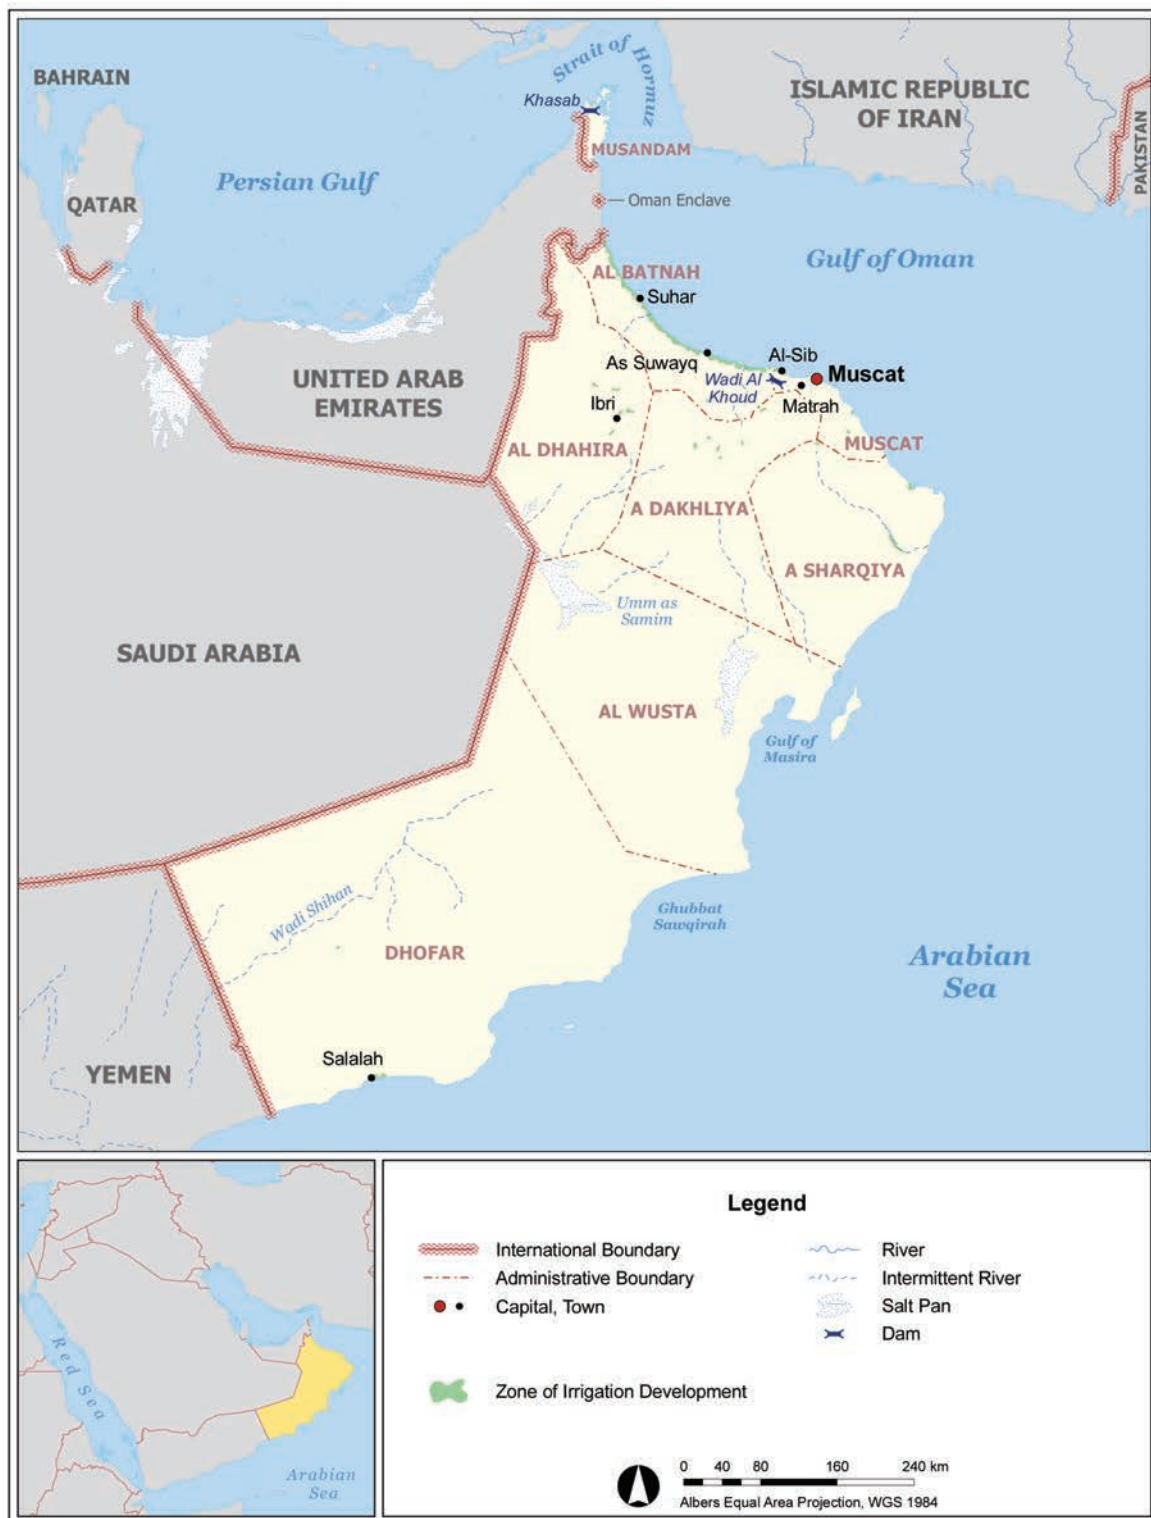 BAHRAIN
Strait of
Hormuz
Khasab
ISLAMIC REPUBLIC
OF IRAN
PAKISTAN
MUSANDAM
Persian Gulf
QATAR
Oman Enclave
Gulf of Oman
AL BATNAH
Suhar
As Suwayq
Al-Sib
Wadi Al
Khoud
Muscat
Matrah
UNITED ARAB
EMIRATES
Ibri
AL DHAHIRA
MUSCAT
A DAKHLIYA
A SHARQIYA
Umm as
Samim
SAUDI ARABIA
AL WUSTA
Gulf of
Masira
Wadi Shihan
Ghubbat
Sawqirah
DHOFAR
Arabian
Sea
Salalah
YEMEN
Red Sea
Arabian
Sea
Legend
International Boundary
Administrative Boundary
Capital, Town
River
Intermittent River
Salt Pan
Dam
Zone of Irrigation Development
0 40 80 160 240 km
Albers Equal Area Projection, WGS 1984